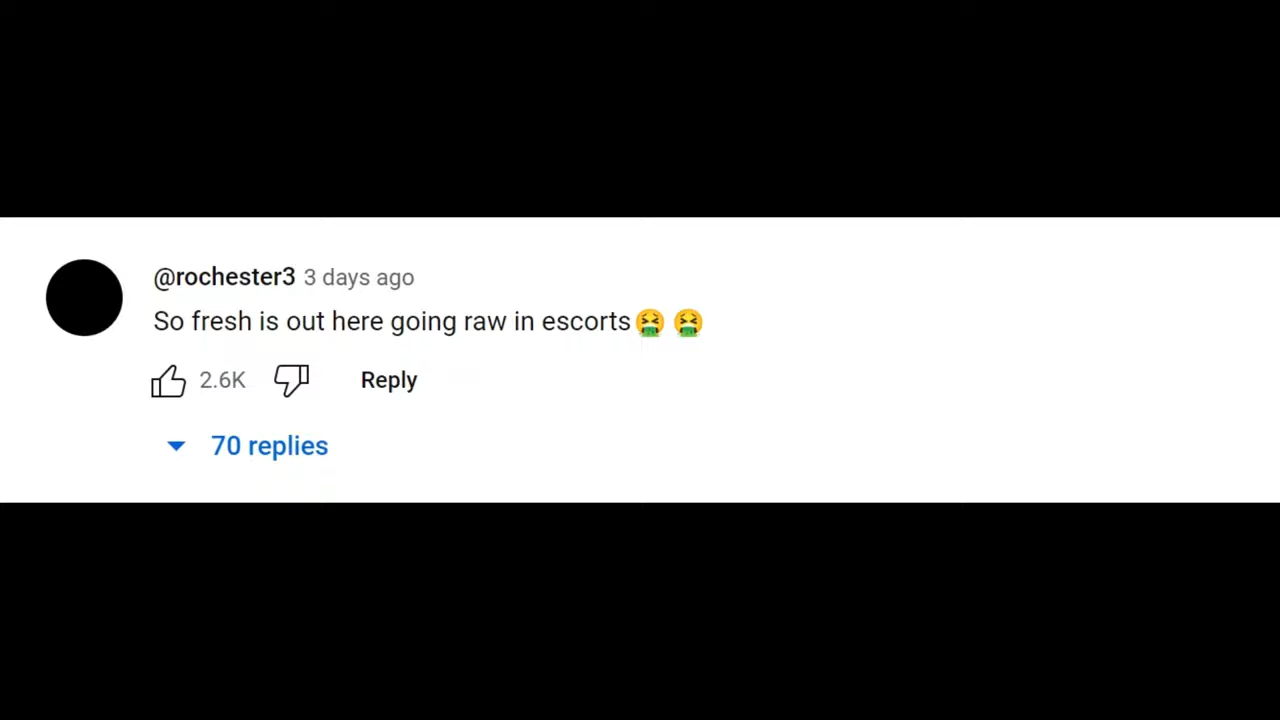 @rochester3 3 days ago
So fresh is out here going raw in escorts🤮 🤮
2.6K Reply
70 replies